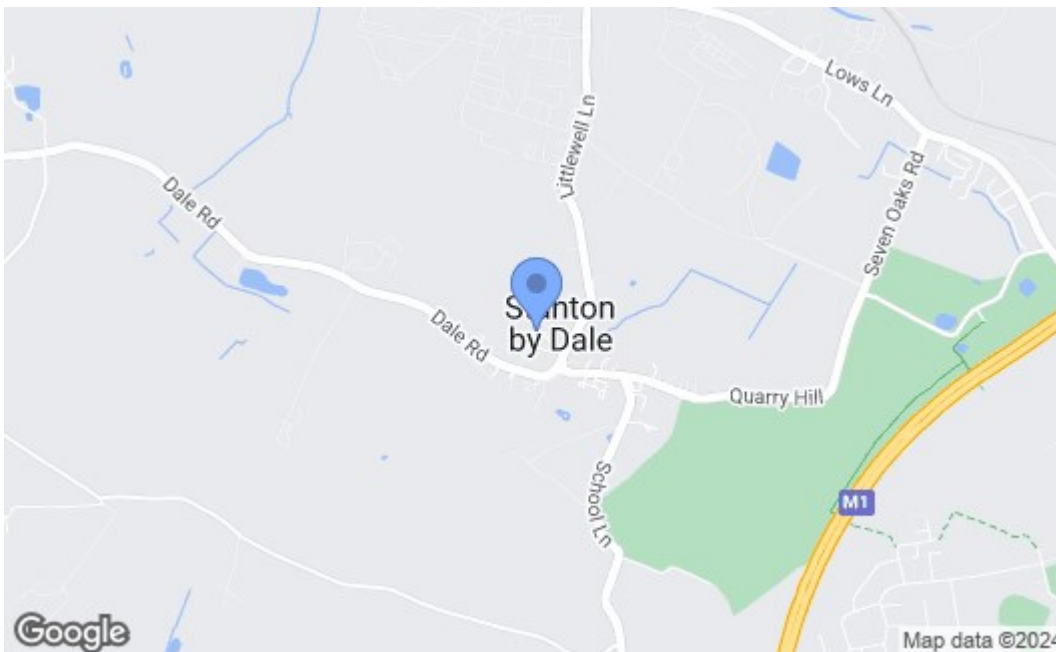 Lows Ln
Littlewell Ln
Dale Rd
Seven Oaks Rd
Stanton
by Dale
Dale Rd
Quarry Hill
School Ln
M1
Google
Map data ©2024